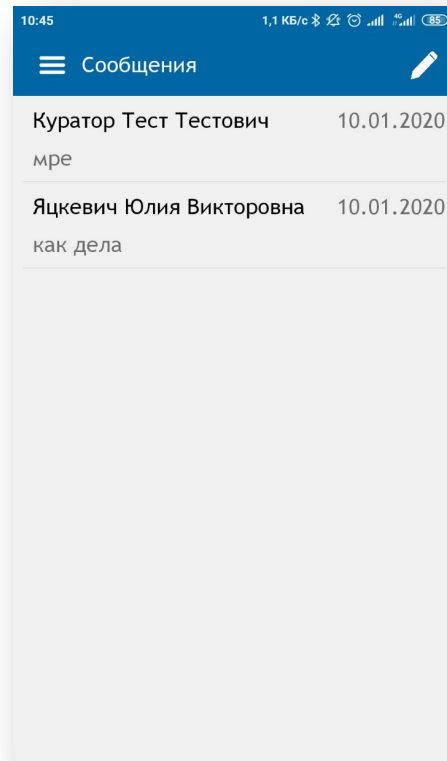 10:45 1,1 КБ/с 4G 85
Сообщения
Куратор Тест Тестович 10.01.2020
мре
Яцкевич Юлия Викторовна 10.01.2020
как дела